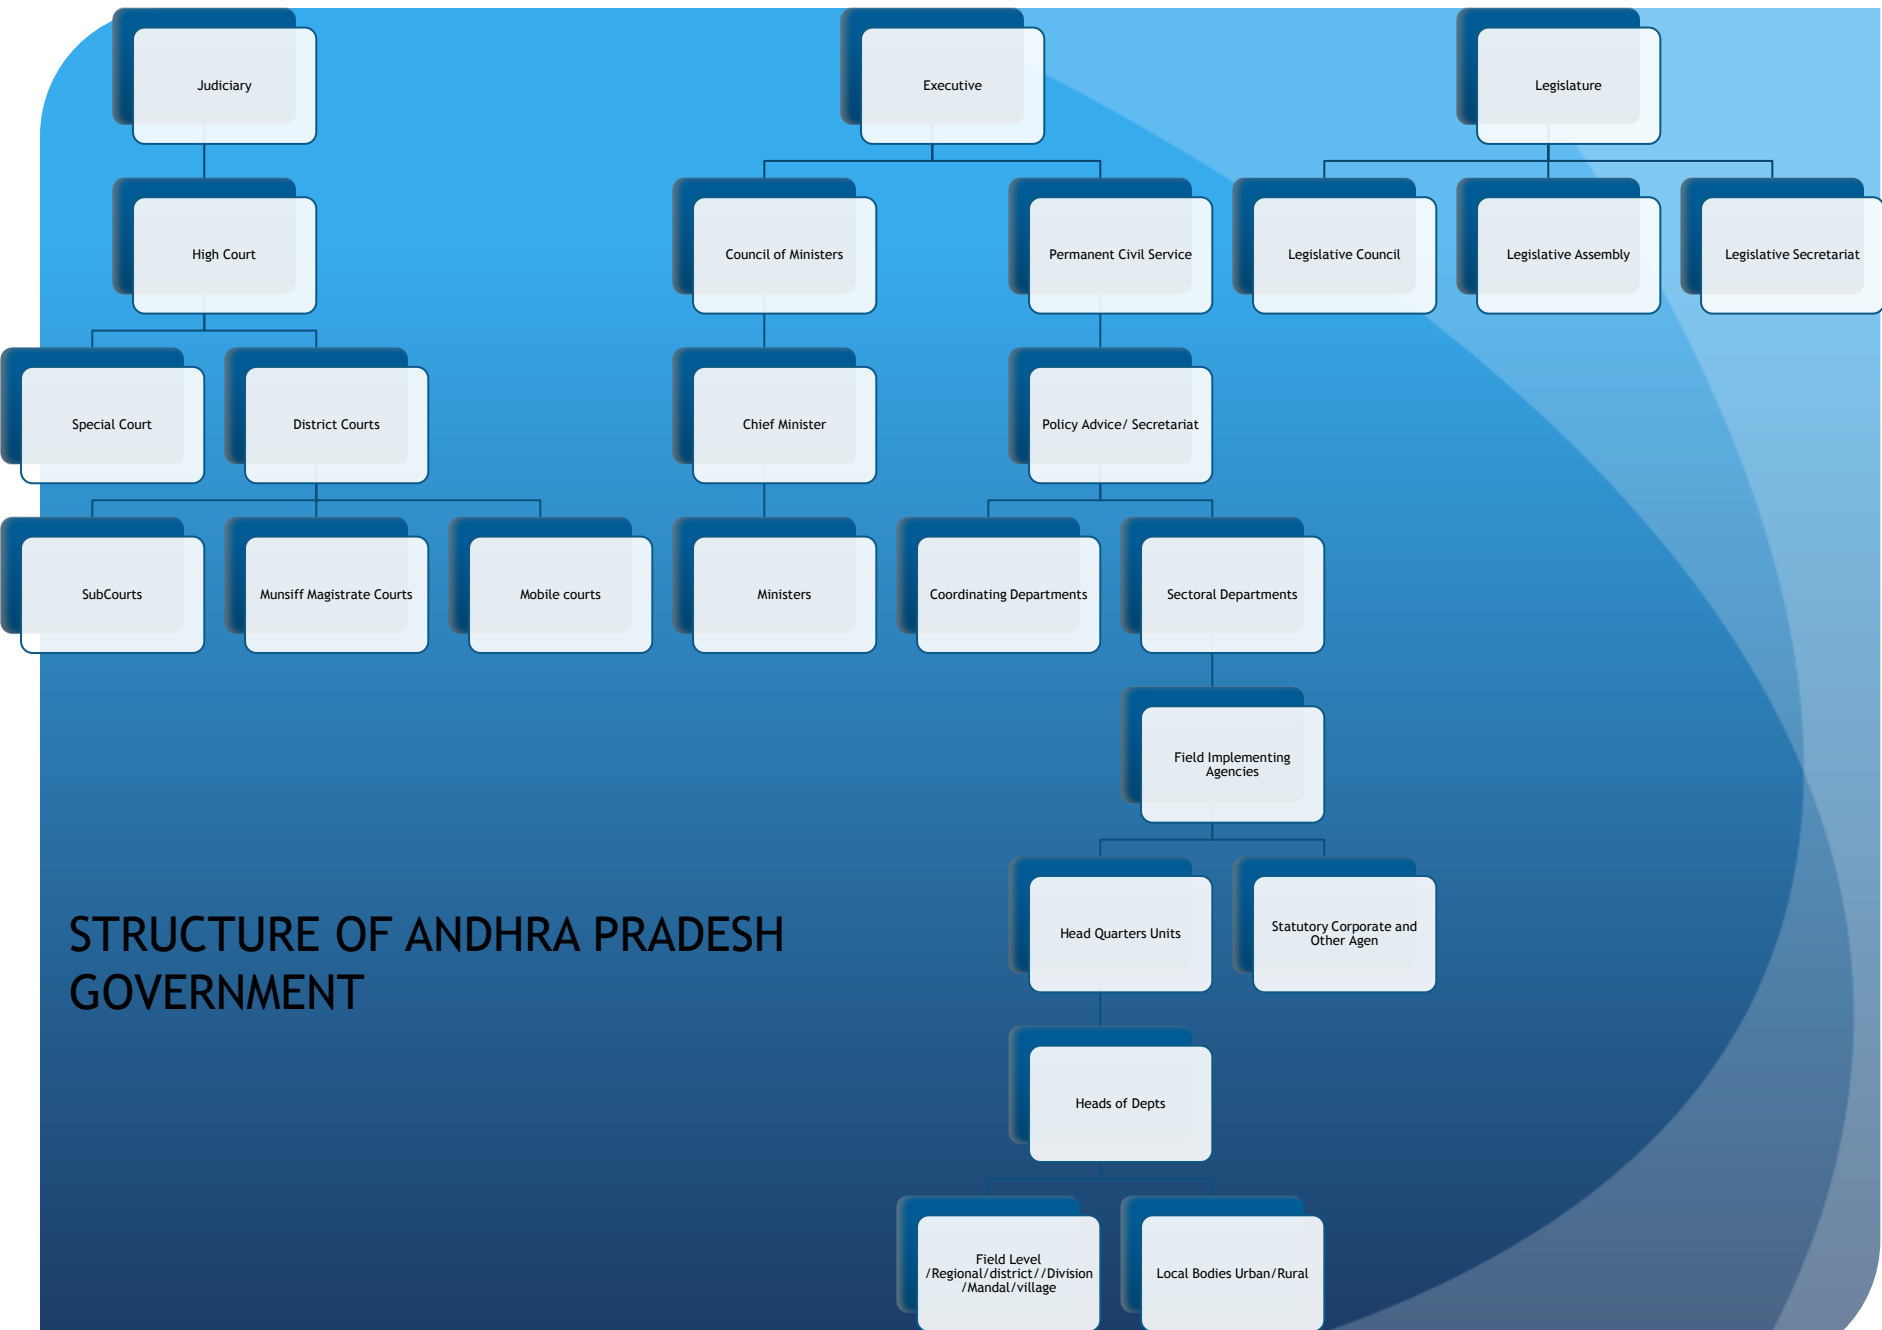 Judiciary
Executive
Legislature
High Court
Council of Ministers
Permanent Civil Service
Legislative Council
Legislative Assembly
Legislative Secretariat
Special Court
District Courts
Chief Minister
Policy Advice/ Secretariat
SubCourts
Munsiff Magistrate Courts
Mobile courts
Ministers
Coordinating Departments
Sectoral Departments
Field Implementing
Agencies
Head Quarters Units
Statutory Corporate and
Other Agen
STRUCTURE OF ANDHRA PRADESH
GOVERNMENT
Heads of Depts
Field Level
/Regional/district//Division
/Mandal/village
Local Bodies Urban/Rural